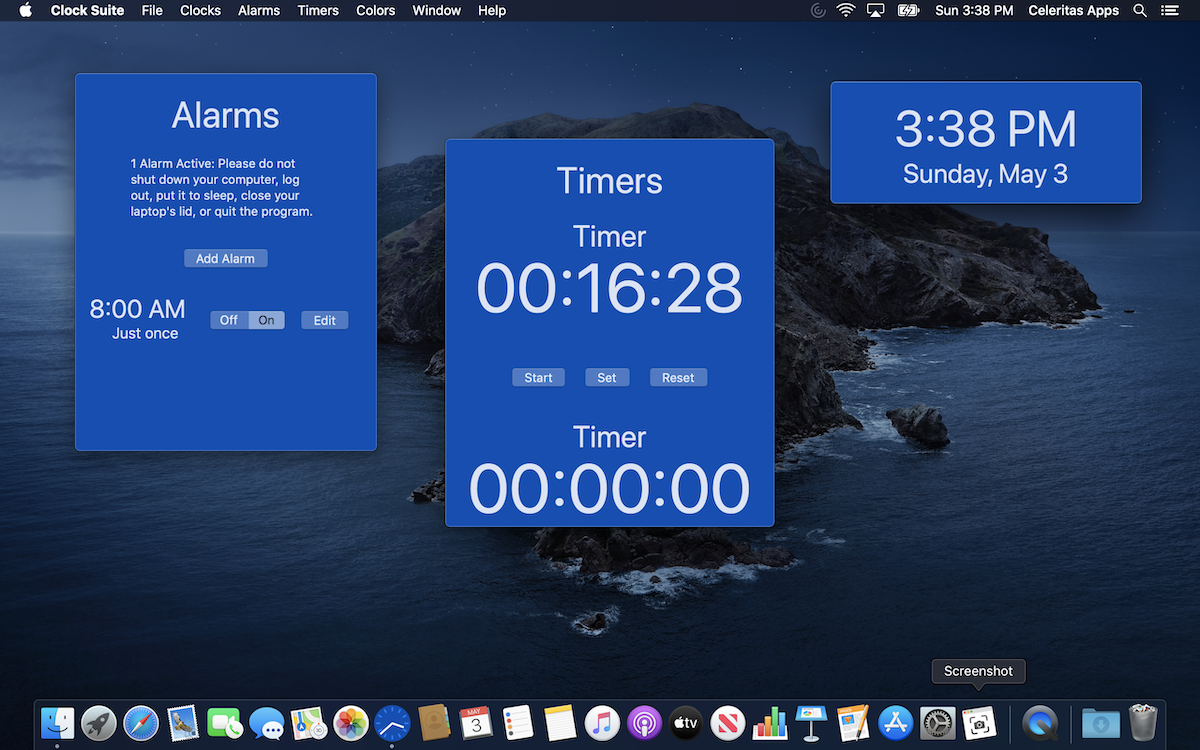 Clock Suite File Clocks Alarms Timers Colors Window Help
Sun 3:38 PM Celeritas Apps
Alarms
1 Alarm Active: Please do not
shut down your computer, log
out, put it to sleep, close your
laptop's lid, or quit the program.
Add Alarm
8:00 AM
Just once
Off On Edit
Timers
Timer
00:16:28
Start Set Reset
Timer
00:00:00
3:38 PM
Sunday, May 3
Screenshot
MAY
3
tv